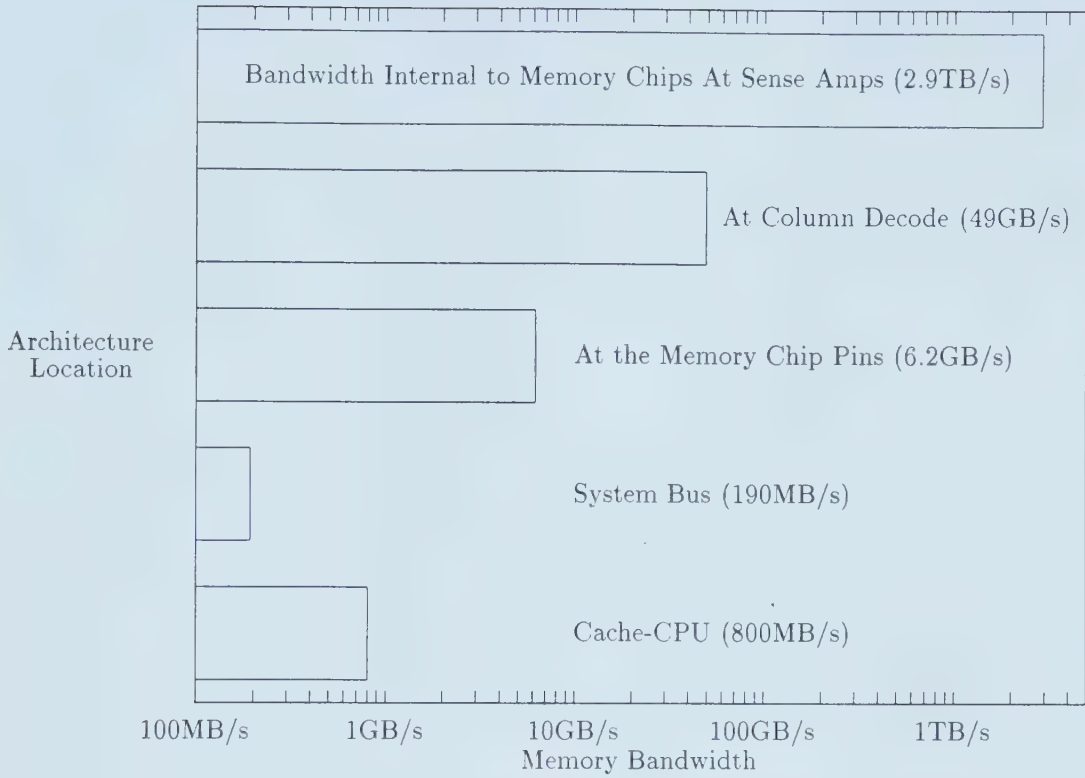 Bandwidth Internal to Memory Chips At Sense Amps (2.9TB/s)
At Column Decode (49GB/s)
Architecture
Location
At the Memory Chip Pins (6.2GB/s)
System Bus (190MB/s)
Cache-CPU (800MB/s)
100MB/s 1GB/s 10GB/s 100GB/s 1TB/s
Memory Bandwidth